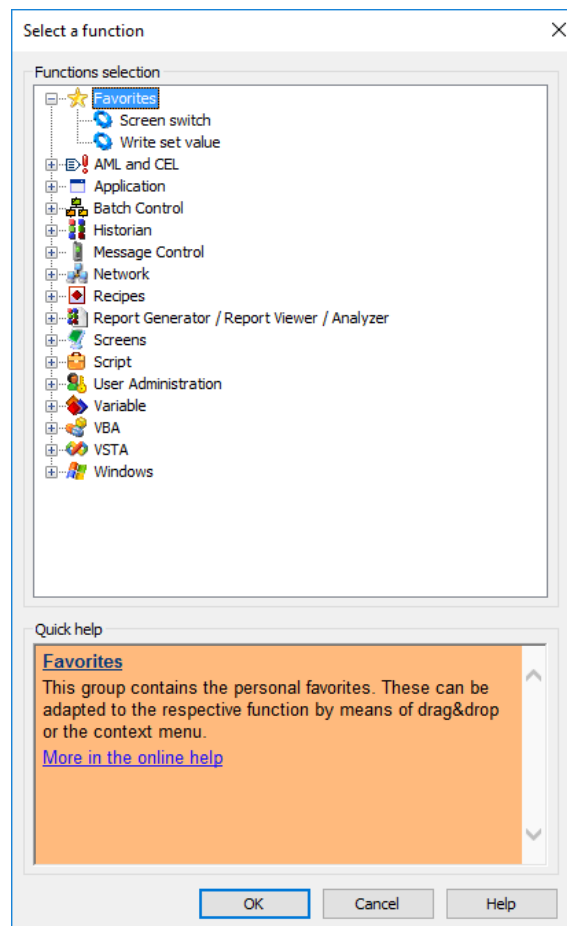 Select a function
Functions selection
Favorites
Screen switch
Write set value
AML and CEL
Application
Batch Control
Historian
Message Control
Network
Recipes
Report Generator / Report Viewer / Analyzer
Screens
Script
User Administration
Variable
VBA
VSTA
Windows
Quick help
Favorites
This group contains the personal favorites. These can be
adapted to the respective function by means of drag&drop
or the context menu.
More in the online help
OK Cancel Help